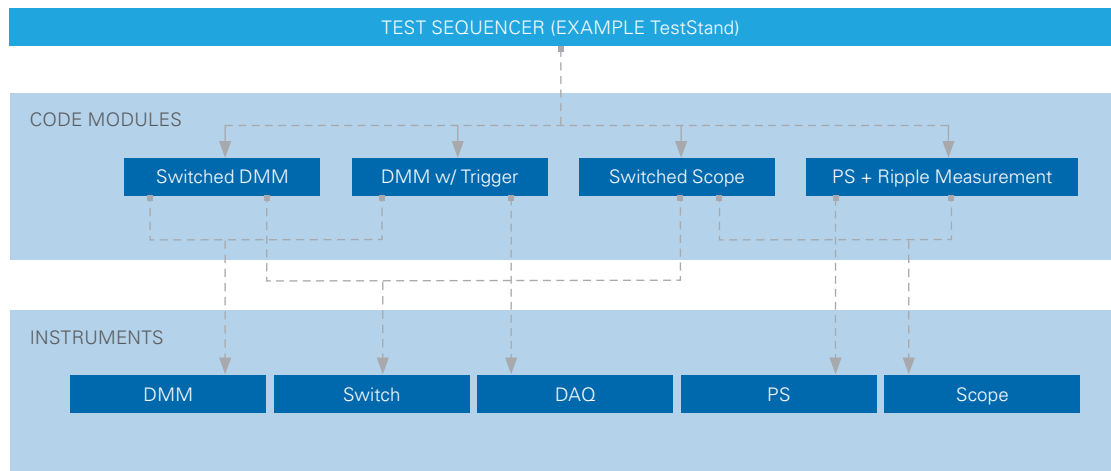 TEST SEQUENCER (EXAMPLE TestStand)
CODE MODULES
Switched DMM
DMM w/ Trigger
Switched Scope
PS + Ripple Measurement
INSTRUMENTS
DMM
Switch
DAQ
PS
Scope